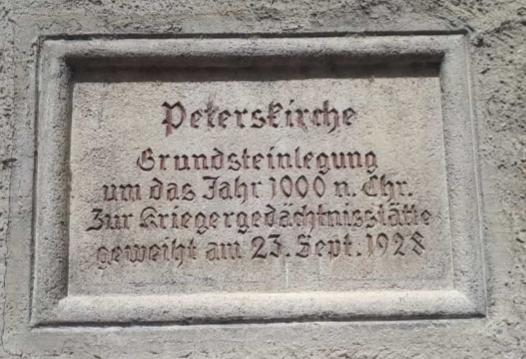 Peterskirche
Grundsteinlegung
um das Jahr 1000 n. Chr.
Zur Kriegergedächtnisstätte
geweiht am 23. Sept. 1928